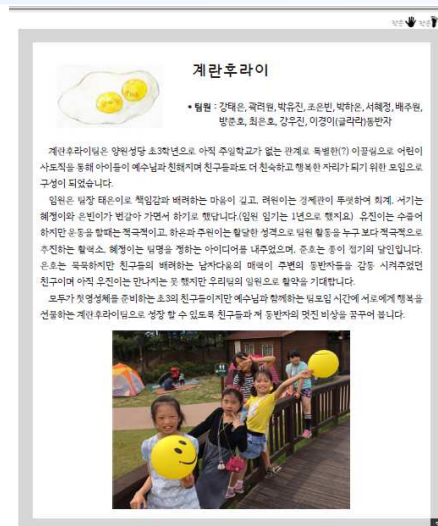 계란후라이
• 팀원 : 강태은, 곽려원, 박유진, 조은빈, 박하온, 서혜정, 배주원,
방준호, 최은호, 강우진, 이경이(글라라)동반자
계란후라이팀은 양원성당 초3학년으로 아직 주일학교가 없는 관계로 특별한(?) 이끌림으로 어린이
사도직을 통해 아이들이 예수님과 친해지며 친구들과도 더 친숙하고 행복한 자리가 되기 위한 모임으로
구성이 되었습니다.
임원은 팀장 태은이로 책임감과 배려하는 마음이 깊고, 려원이는 경제관이 뚜렷하여 회계, 서기는
혜정이와 은빈이가 번갈아 가면서 하기로 했답니다.(임원 임기는 1년으로 했지요) 유진이는 수줍어
하지만 운동을 할때는 적극적이고, 하온과 주원이는 활달한 성격으로 팀원 활동을 누구 보다 적극적으로
추진하는 활력소, 혜정이는 팀명을 정하는 아이디어를 내주었으며, 준호는 종이 접기의 달인입니다.
은호는 묵묵하지만 친구들의 배려하는 남자다움의 매력이 주변의 동반자들을 감동 시켜주었던
친구이며 아직 우진이는 만나지는 못 했지만 우리팀의 일원으로 활약을 기대합니다.
모두가 첫영성체를 준비하는 초3의 친구들이지만 예수님과 함께하는 팀모임 시간에 서로에게 행복을
선물하는 계란후라이팀으로 성장 할 수 있도록 친구들과 저 동반자의 멋진 비상을 꿈꾸어 봅니다.